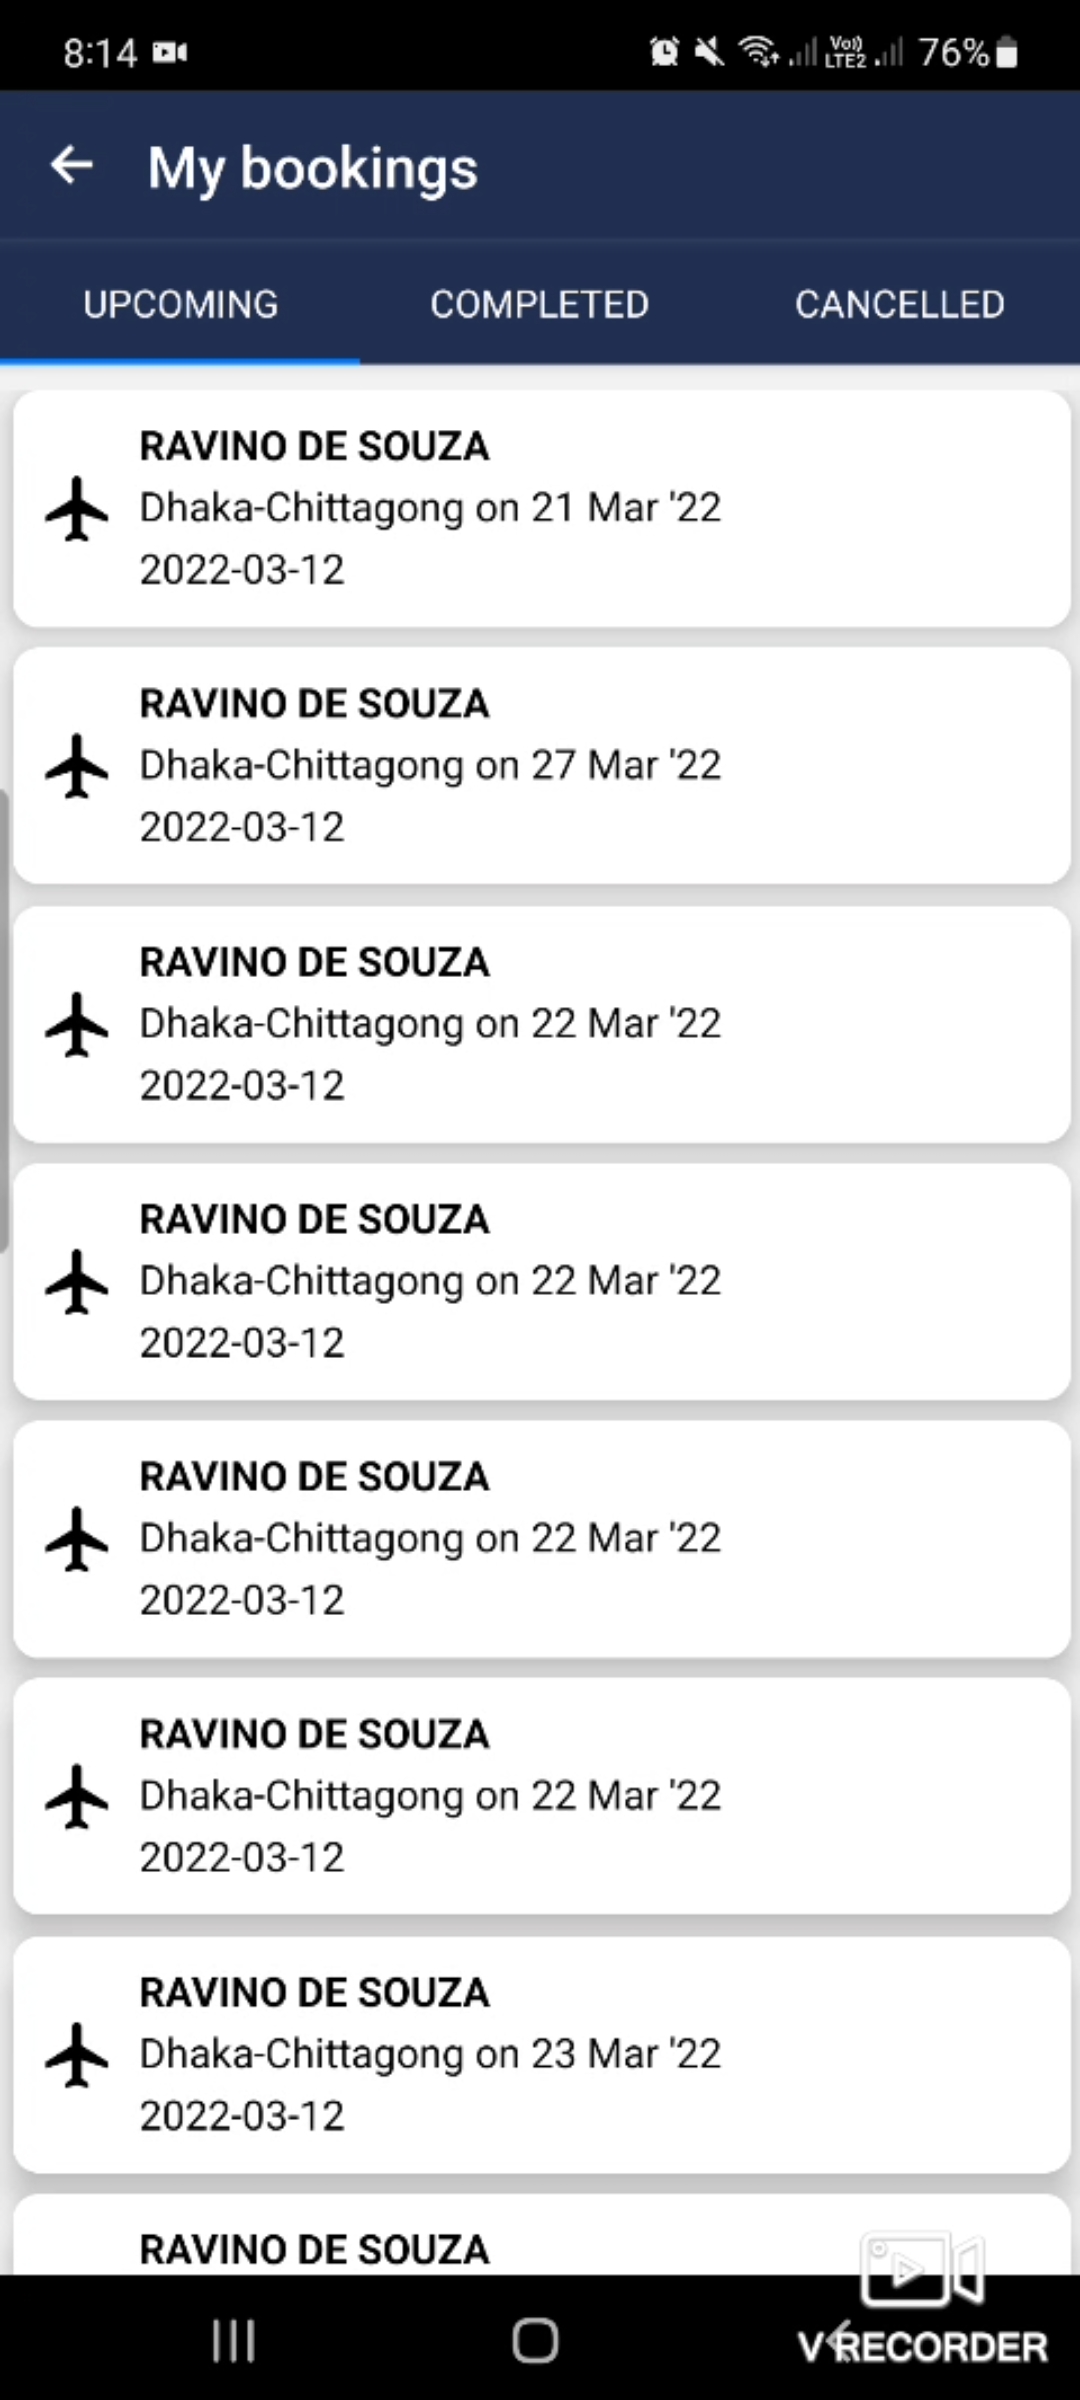 8:14
Vo)) LTE2 76%
My bookings
UPCOMING COMPLETED CANCELLED
RAVINO DE SOUZA
Dhaka-Chittagong on 21 Mar '22
2022-03-12
RAVINO DE SOUZA
Dhaka-Chittagong on 27 Mar '22
2022-03-12
RAVINO DE SOUZA
Dhaka-Chittagong on 22 Mar '22
2022-03-12
RAVINO DE SOUZA
Dhaka-Chittagong on 22 Mar '22
2022-03-12
RAVINO DE SOUZA
Dhaka-Chittagong on 22 Mar '22
2022-03-12
RAVINO DE SOUZA
Dhaka-Chittagong on 22 Mar '22
2022-03-12
RAVINO DE SOUZA
Dhaka-Chittagong on 23 Mar '22
2022-03-12
RAVINO DE SOUZA
V RECORDER